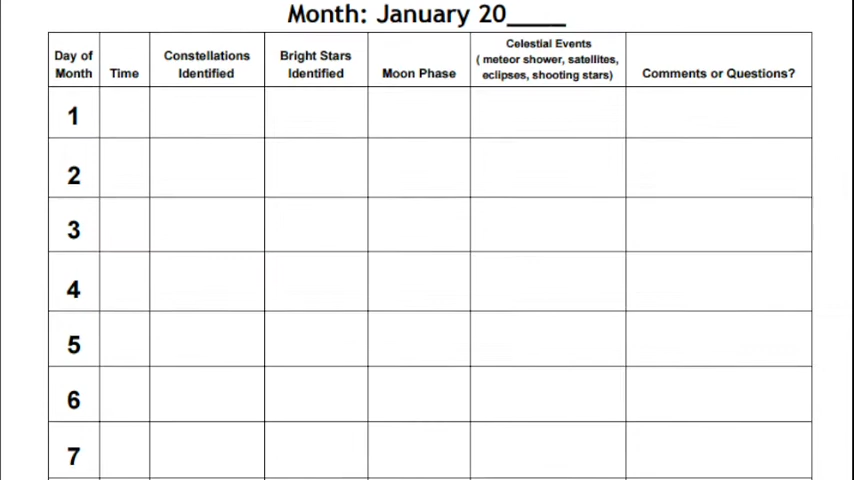 Month: January 20____
Day of Month
Time
Constellations Identified
Bright Stars Identified
Moon Phase
Celestial Events
( meteor shower, satellites,
eclipses, shooting stars)
Comments or Questions?
1
2
3
4
5
6
7